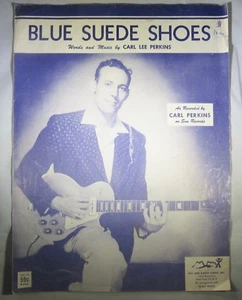 BLUE SUEDE SHOES
Words and Music by CARL LEE PERKINS
As Recorded by
CARL PERKINS
on Sun Records